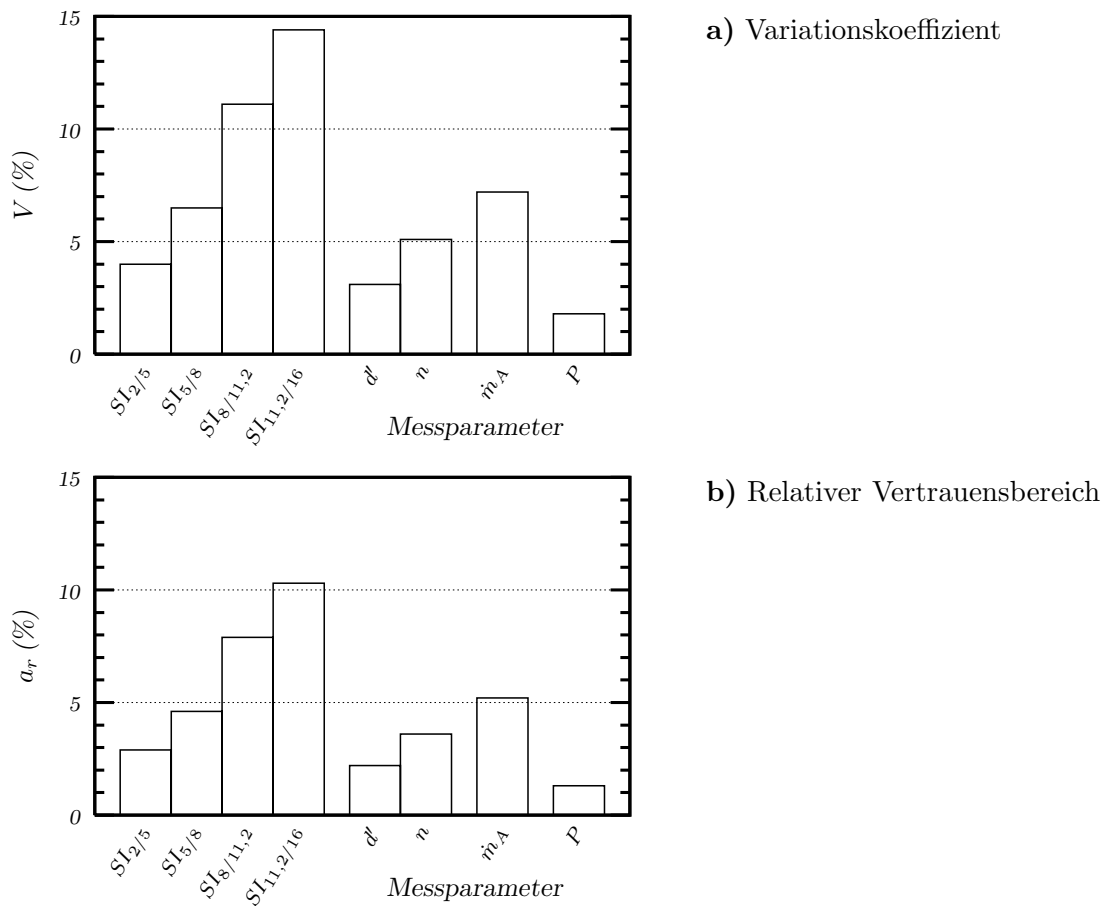 15
a) Variationskoeffizient
10
V (%)
5
0
SI2/5 SI5/8 SI8/11,2 SI11,2/16 d' n ṁA P
Messparameter
15
b) Relativer Vertrauensbereich
10
ar (%)
5
0
SI2/5 SI5/8 SI8/11,2 SI11,2/16 d' n ṁA P
Messparameter